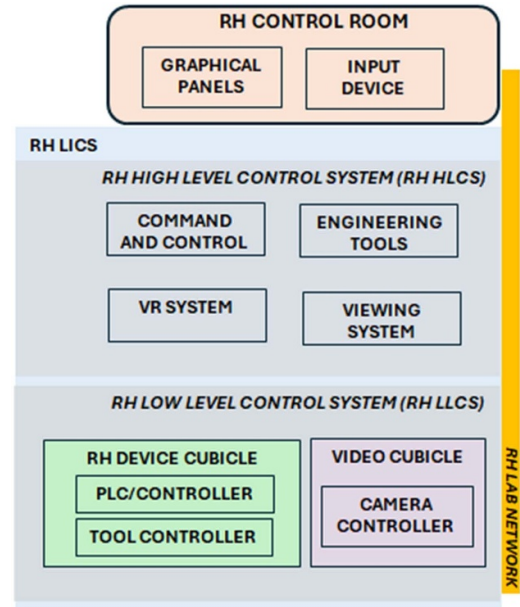 RH CONTROL ROOM
GRAPHICAL
PANELS
INPUT
DEVICE
RH LICS
RH HIGH LEVEL CONTROL SYSTEM (RH HLCS)
COMMAND
AND CONTROL
ENGINEERING
TOOLS
VR SYSTEM
VIEWING
SYSTEM
RH LOW LEVEL CONTROL SYSTEM (RH LLCS)
RH DEVICE CUBICLE
PLC/CONTROLLER
TOOL CONTROLLER
VIDEO CUBICLE
CAMERA
CONTROLLER
RH LAB NETWORK